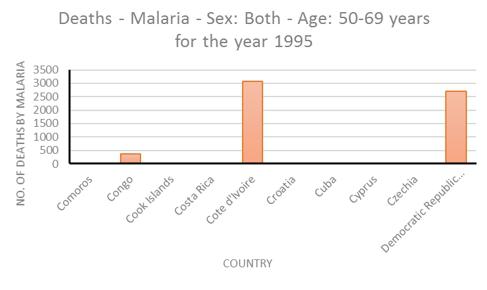 Deaths - Malaria - Sex: Both - Age: 50-69 years
for the year 1995
NO. OF DEATHS BY MALARIA
3500
3000
2500
2000
1500
1000
500
0
Comoros
Congo
Cook Islands
Costa Rica
Cote d'Ivoire
Croatia
Cuba
Cyprus
Czechia
Democratic Republic...
COUNTRY